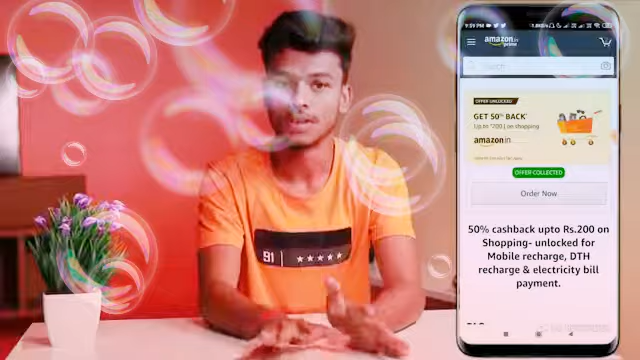 91 | ★★★★★
amazon.in
prime
Search
OFFER UNLOCKED
GET 50% BACK*
Up to ₹200 | on shopping
amazon.in
OFFER COLLECTED
Order Now
50% cashback upto Rs.200 on
Shopping- unlocked for
Mobile recharge, DTH
recharge & electricity bill
payment.